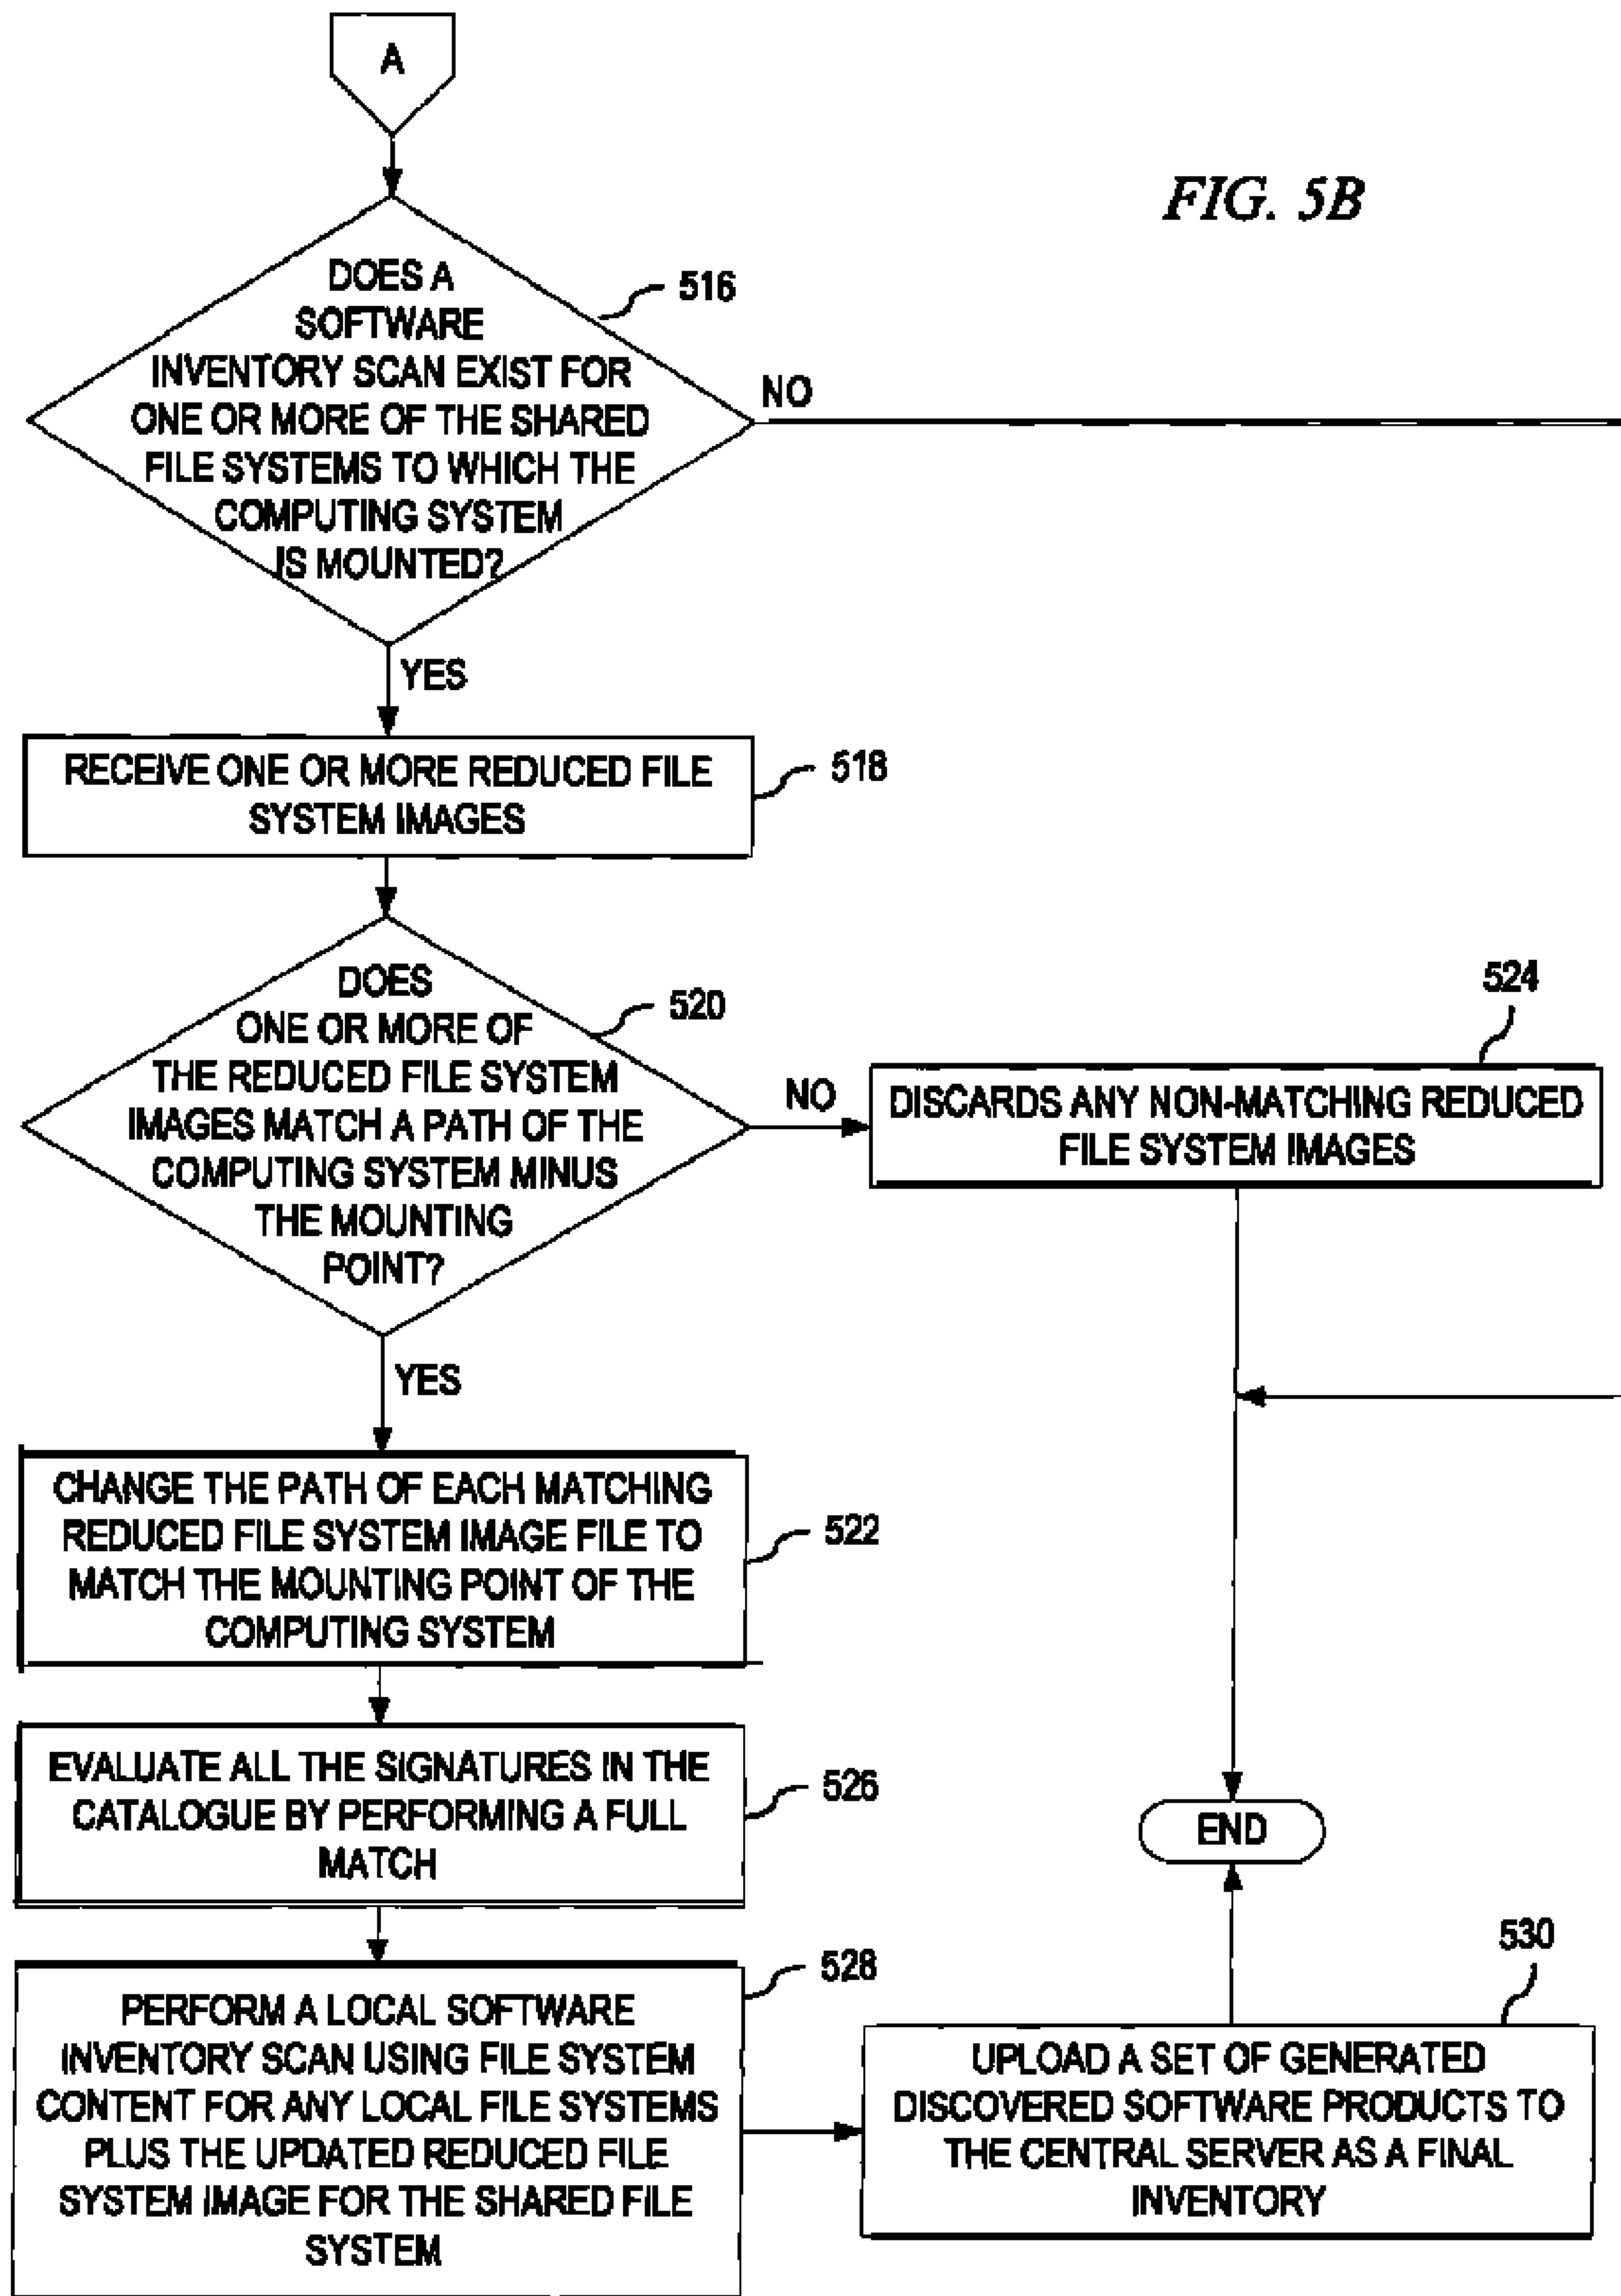 A
FIG. 5B
DOES A
SOFTWARE
INVENTORY SCAN EXIST FOR
ONE OR MORE OF THE SHARED
FILE SYSTEMS TO WHICH THE
COMPUTING SYSTEM
IS MOUNTED?
516
NO
YES
RECEIVE ONE OR MORE REDUCED FILE
SYSTEM IMAGES
518
DOES
ONE OR MORE OF
THE REDUCED FILE SYSTEM
IMAGES MATCH A PATH OF THE
COMPUTING SYSTEM MINUS
THE MOUNTING
POINT?
520
NO
524
DISCARDS ANY NON-MATCHING REDUCED
FILE SYSTEM IMAGES
YES
CHANGE THE PATH OF EACH MATCHING
REDUCED FILE SYSTEM IMAGE FILE TO
MATCH THE MOUNTING POINT OF THE
COMPUTING SYSTEM
522
EVALUATE ALL THE SIGNATURES IN THE
CATALOGUE BY PERFORMING A FULL
MATCH
526
END
PERFORM A LOCAL SOFTWARE
INVENTORY SCAN USING FILE SYSTEM
CONTENT FOR ANY LOCAL FILE SYSTEMS
PLUS THE UPDATED REDUCED FILE
SYSTEM IMAGE FOR THE SHARED FILE
SYSTEM
528
530
UPLOAD A SET OF GENERATED
DISCOVERED SOFTWARE PRODUCTS TO
THE CENTRAL SERVER AS A FINAL
INVENTORY